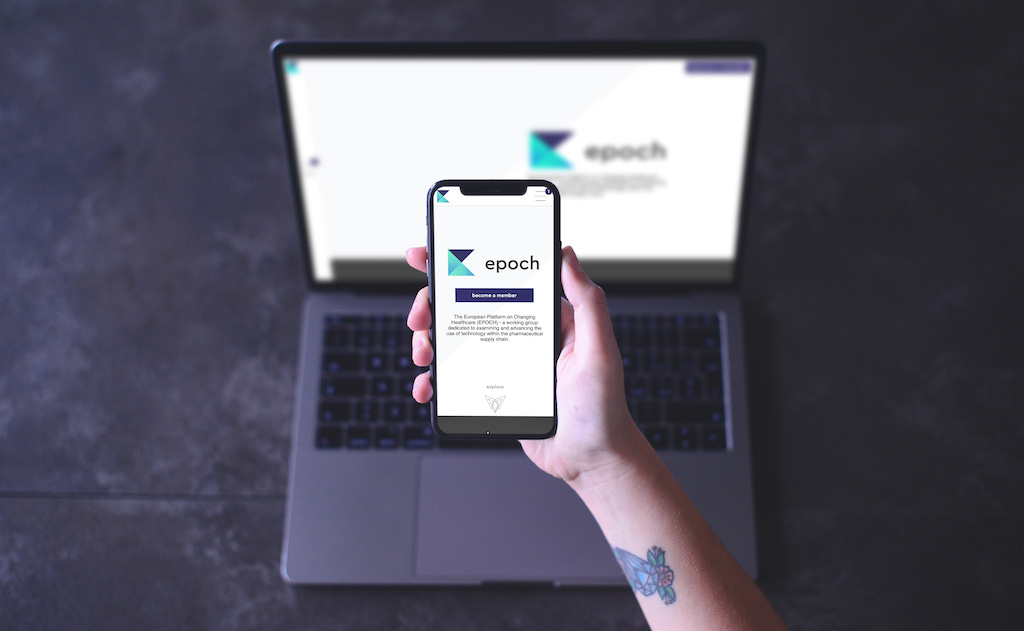 epoch
epoch
become a member
The European Platform on Changing
Healthcare (EPOCH) - a working group
dedicated to examining and advancing the
use of technology within the pharmaceutical
supply chain
explore